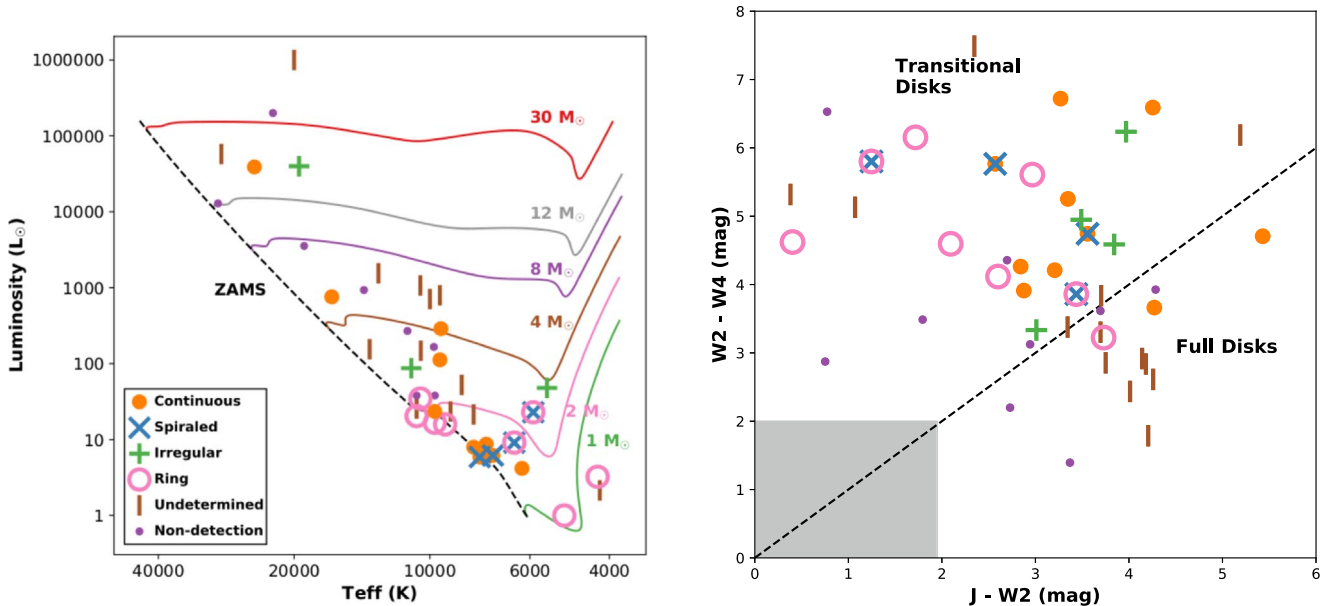 1000000
100000
10000
1000
100
10
1
Luminosity (L☉)
40000
20000
10000
6000
4000
Teff (K)
30 M☉
12 M☉
8 M☉
4 M☉
2 M☉
1 M☉
ZAMS
Continuous
Spiraled
Irregular
Ring
Undetermined
Non-detection
8
7
6
5
4
3
2
1
0
W2 - W4 (mag)
0
1
2
3
4
5
6
J - W2 (mag)
Transitional
Disks
Full Disks